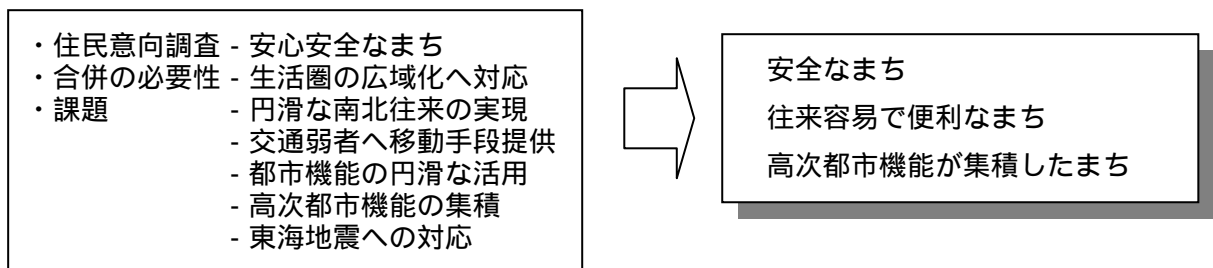 ・住民意向調査 - 安心安全なまち
・合併の必要性 - 生活圏の広域化へ対応
・課題 - 円滑な南北往来の実現
- 交通弱者へ移動手段提供
- 都市機能の円滑な活用
- 高次都市機能の集積
- 東海地震への対応
安全なまち
往来容易で便利なまち
高次都市機能が集積したまち